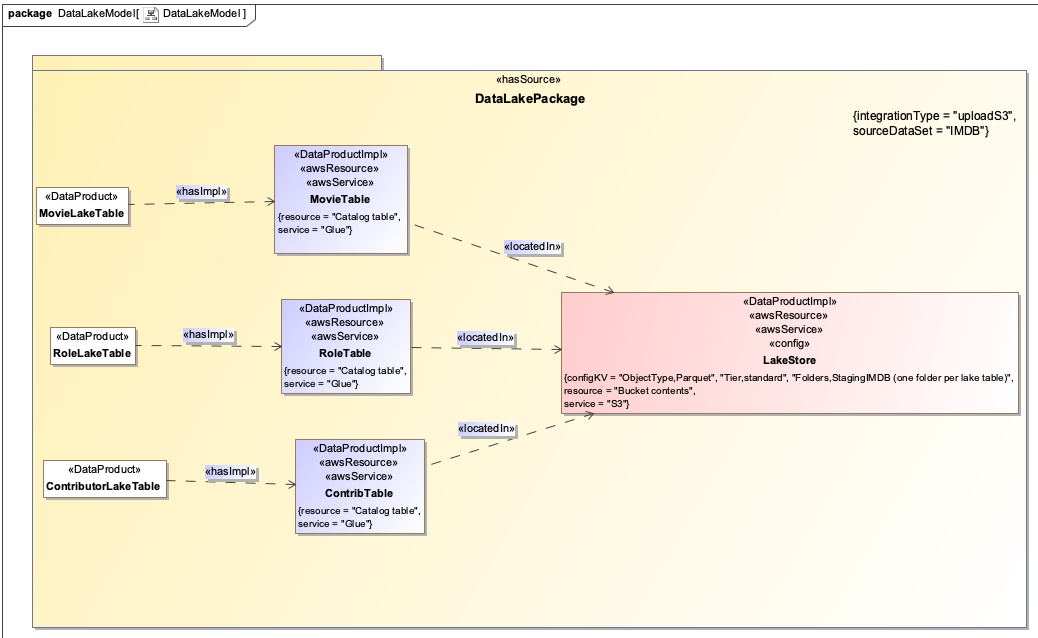 package DataLakeModel[ DataLakeModel ]
«hasSource»
DataLakePackage
{integrationType = "uploadS3",
sourceDataSet = "IMDB"}
«DataProduct»
MovieLakeTable
«hasImpl»
«DataProductImpl»
«awsResource»
«awsService»
MovieTable
{resource = "Catalog table",
service = "Glue"}
«locatedIn»
«DataProduct»
RoleLakeTable
«hasImpl»
«DataProductImpl»
«awsResource»
«awsService»
RoleTable
{resource = "Catalog table",
service = "Glue"}
«locatedIn»
«DataProductImpl»
«awsResource»
«awsService»
«config»
LakeStore
{configKV = "ObjectType,Parquet", "Tier,standard", "Folders,StagingIMDB (one folder per lake table)",
resource = "Bucket contents",
service = "S3"}
«DataProduct»
ContributorLakeTable
«hasImpl»
«DataProductImpl»
«awsResource»
«awsService»
ContribTable
{resource = "Catalog table",
service = "Glue"}
«locatedIn»